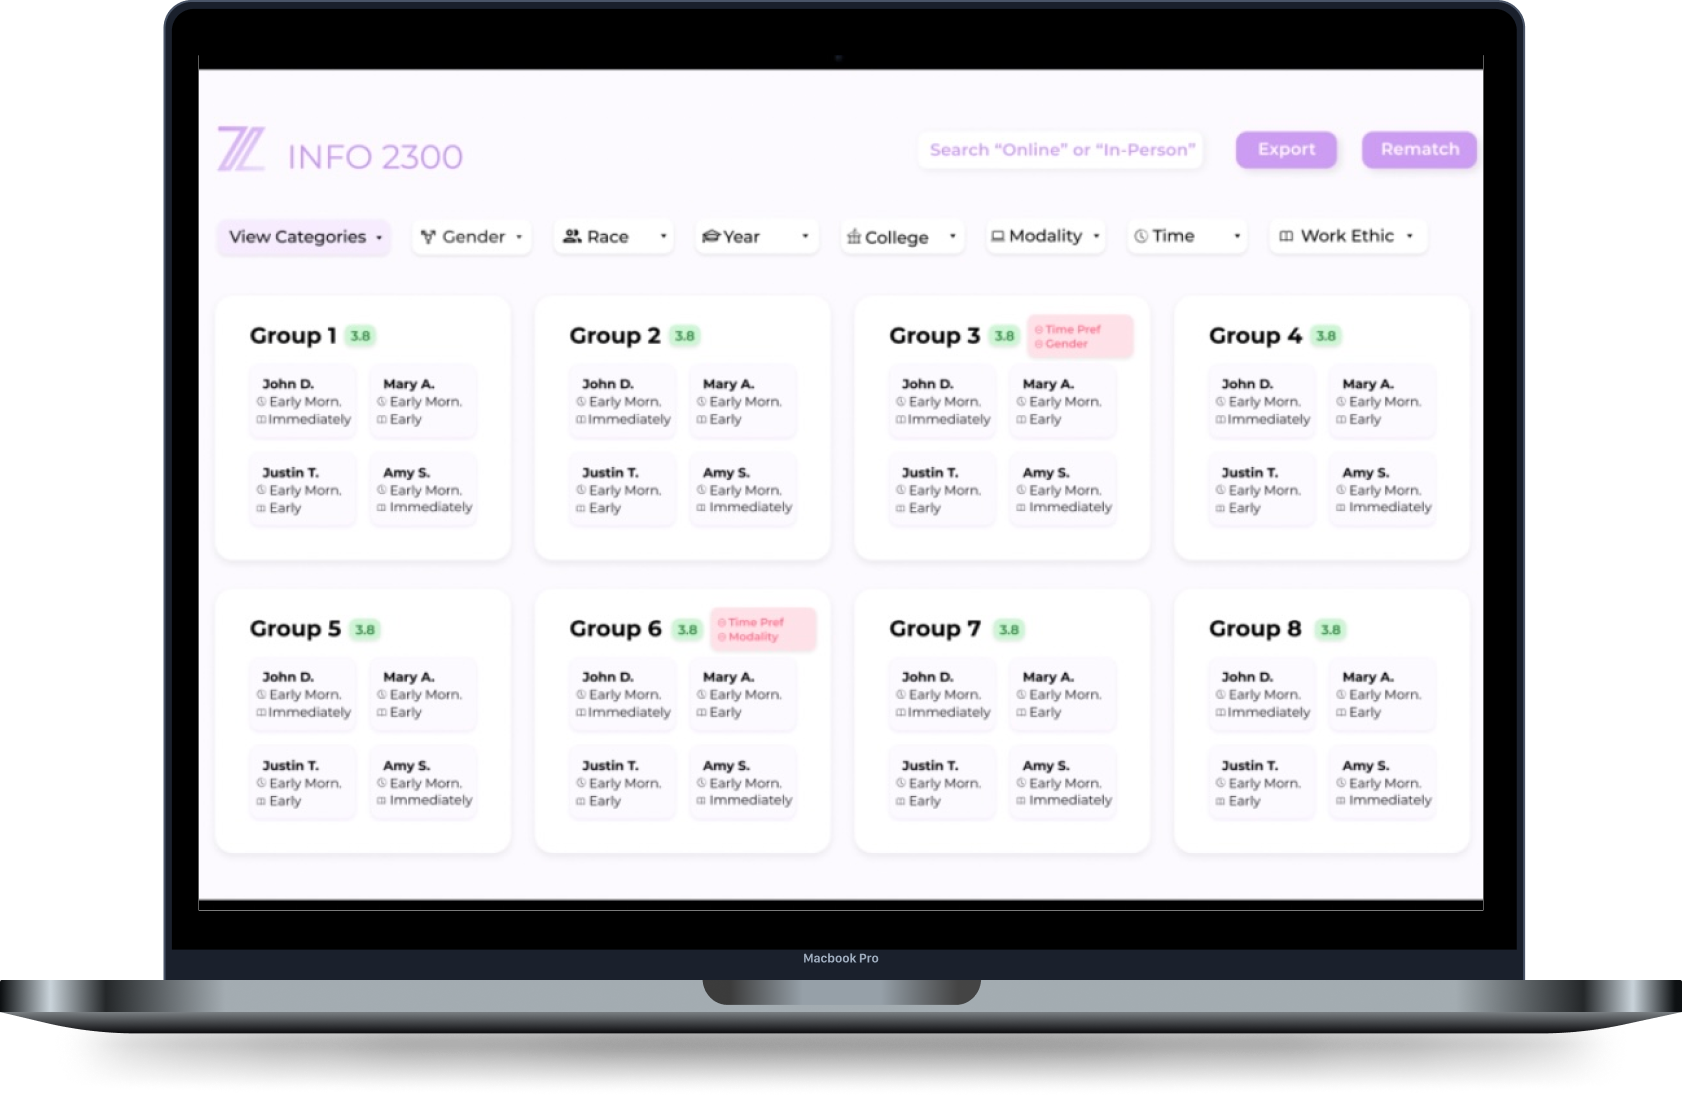 INFO 2300
Search “Online” or “In-Person”
Export
Rematch
View Categories
Gender
Race
Year
College
Modality
Time
Work Ethic
Group 1 3.8
John D.
Early Morn.
Immediately
Mary A.
Early Morn.
Early
Justin T.
Early Morn.
Early
Amy S.
Early Morn.
Immediately
Group 2 3.8
John D.
Early Morn.
Immediately
Mary A.
Early Morn.
Early
Justin T.
Early Morn.
Early
Amy S.
Early Morn.
Immediately
Group 3 3.8
Time Pref
Gender
John D.
Early Morn.
Immediately
Mary A.
Early Morn.
Early
Justin T.
Early Morn.
Early
Amy S.
Early Morn.
Immediately
Group 4 3.8
John D.
Early Morn.
Immediately
Mary A.
Early Morn.
Early
Justin T.
Early Morn.
Early
Amy S.
Early Morn.
Immediately
Group 5 3.8
John D.
Early Morn.
Immediately
Mary A.
Early Morn.
Early
Justin T.
Early Morn.
Early
Amy S.
Early Morn.
Immediately
Group 6 3.8
Time Pref
Modality
John D.
Early Morn.
Immediately
Mary A.
Early Morn.
Early
Justin T.
Early Morn.
Early
Amy S.
Early Morn.
Immediately
Group 7 3.8
John D.
Early Morn.
Immediately
Mary A.
Early Morn.
Early
Justin T.
Early Morn.
Early
Amy S.
Early Morn.
Immediately
Group 8 3.8
John D.
Early Morn.
Immediately
Mary A.
Early Morn.
Early
Justin T.
Early Morn.
Early
Amy S.
Early Morn.
Immediately
Macbook Pro